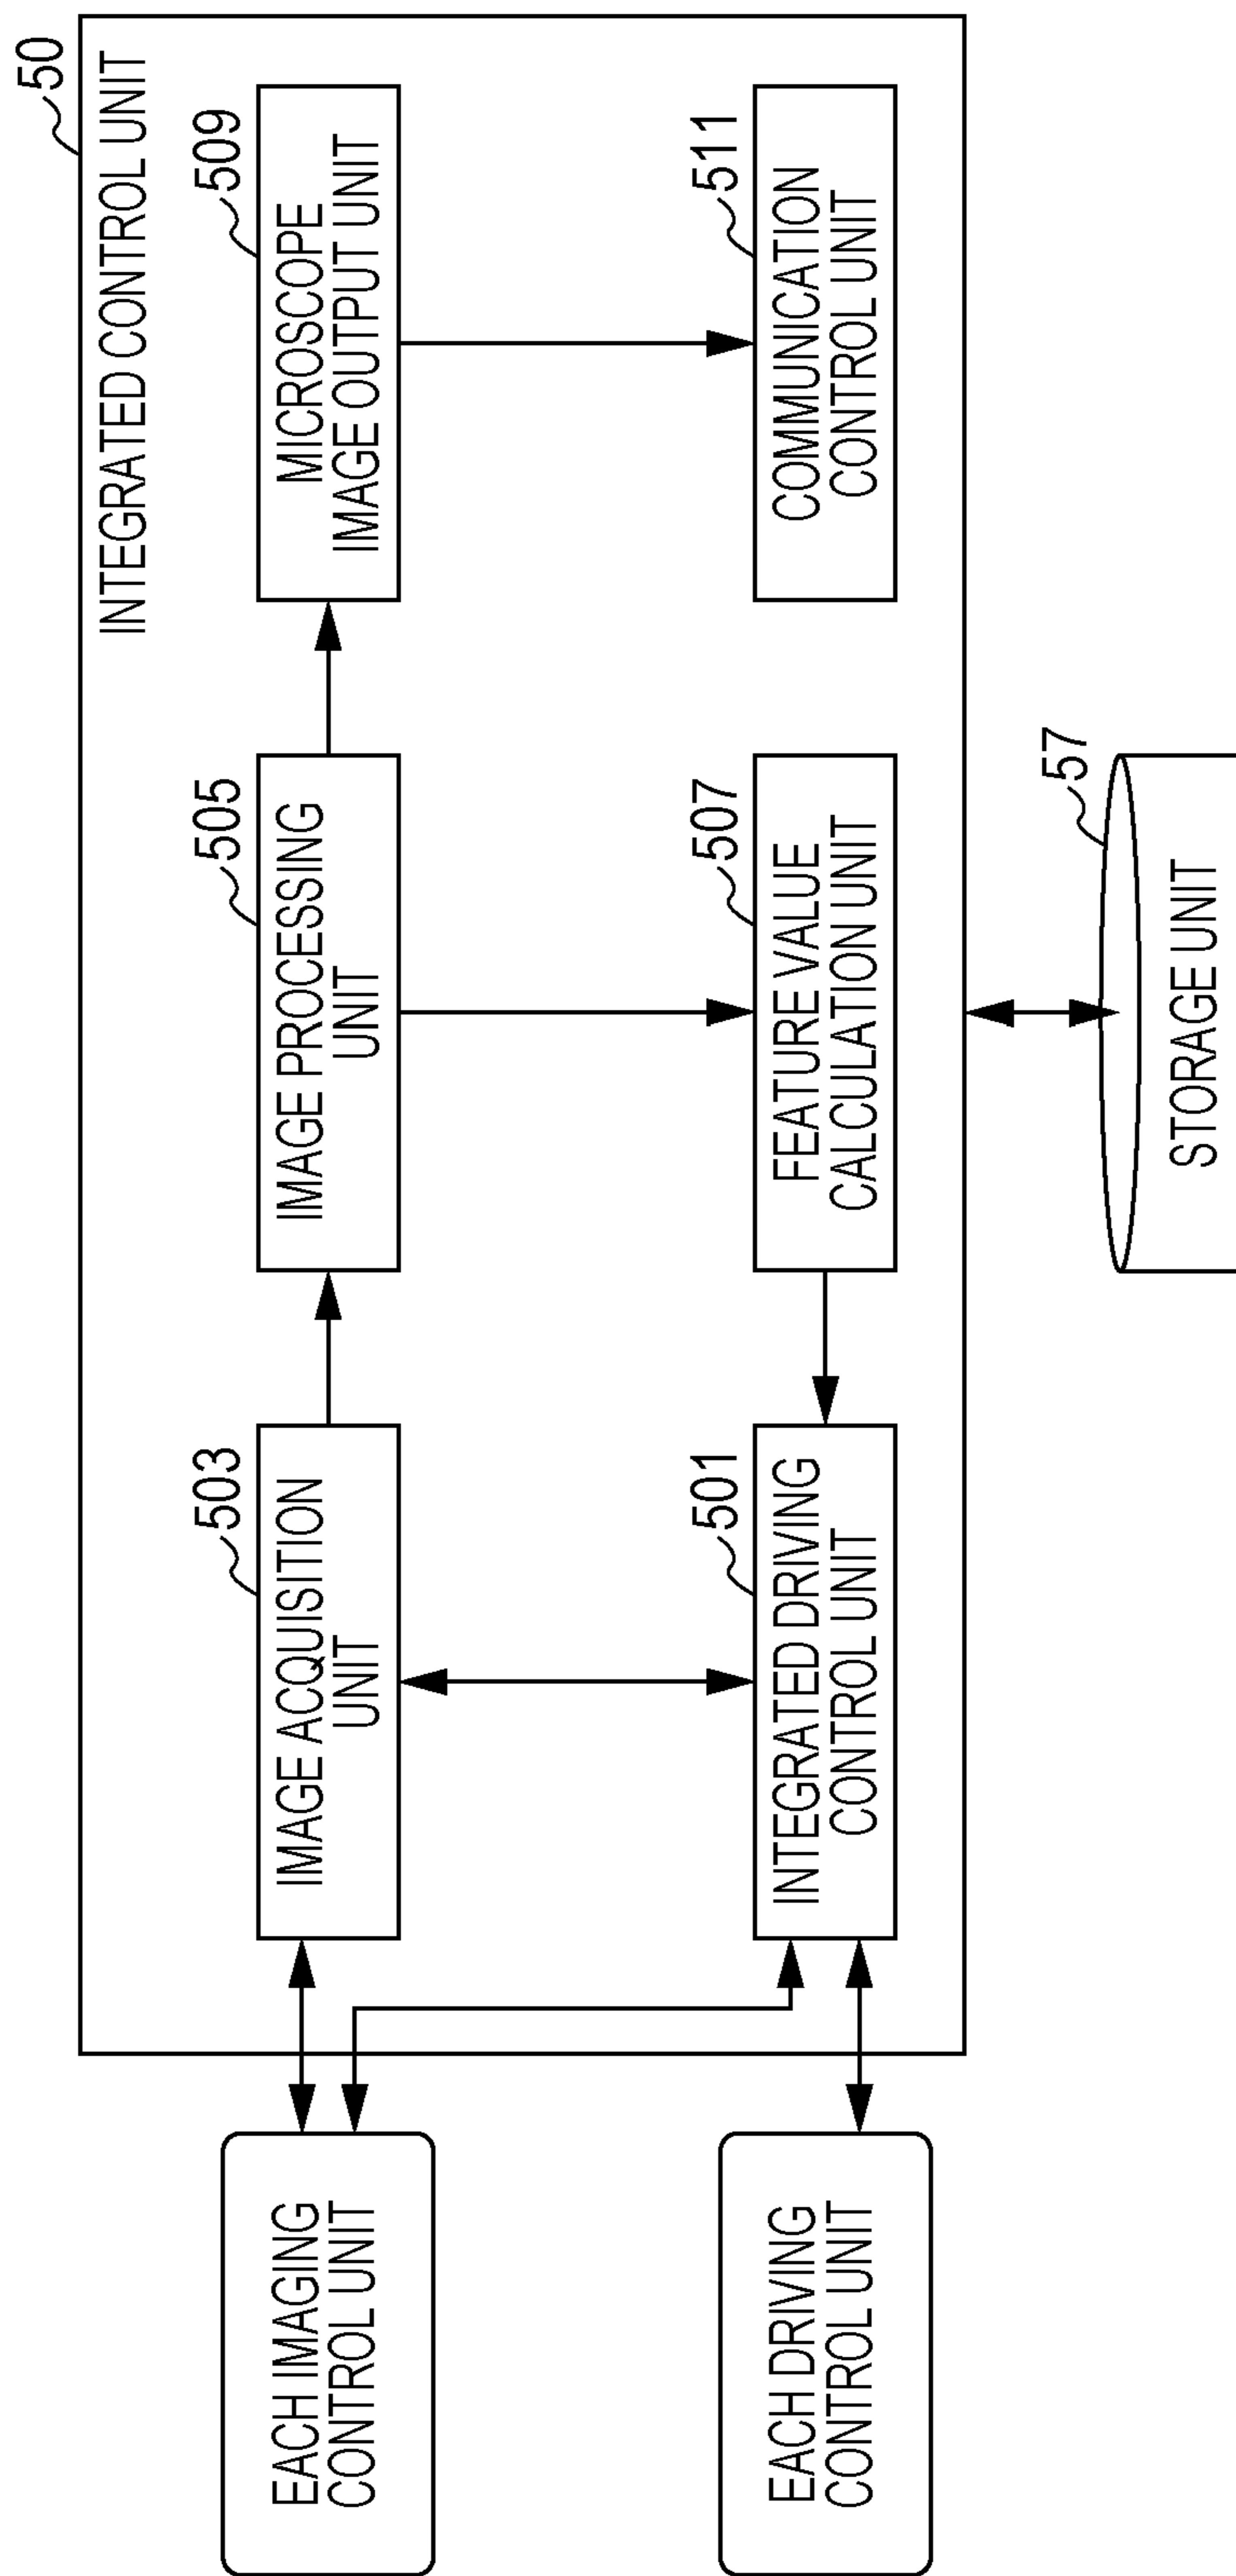 50
INTEGRATED CONTROL UNIT
503
IMAGE ACQUISITION
UNIT
505
IMAGE PROCESSING
UNIT
509
MICROSCOPE
IMAGE OUTPUT UNIT
EACH IMAGING
CONTROL UNIT
501
INTEGRATED DRIVING
CONTROL UNIT
507
FEATURE VALUE
CALCULATION UNIT
511
COMMUNICATION
CONTROL UNIT
EACH DRIVING
CONTROL UNIT
57
STORAGE UNIT